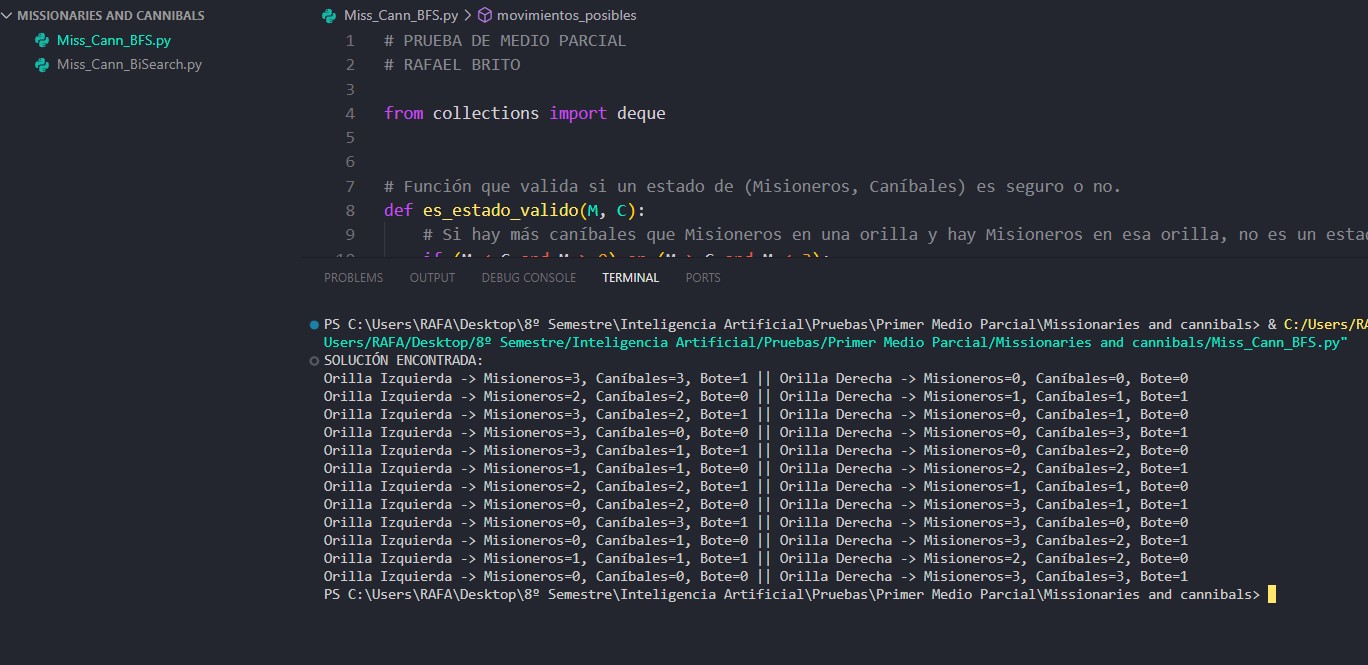 MISSIONARIES AND CANNIBALS
Miss_Cann_BFS.py
Miss_Cann_BiSearch.py
Miss_Cann_BFS.py > movimientos_posibles
1 # PRUEBA DE MEDIO PARCIAL
2 # RAFAEL BRITO
3
4 from collections import deque
5
6
7 # Función que valida si un estado de (Misioneros, Caníbales) es seguro o no.
8 def es_estado_valido(M, C):
9 # Si hay más caníbales que Misioneros en una orilla y hay Misioneros en esa orilla, no es un esta
PROBLEMS OUTPUT DEBUG CONSOLE TERMINAL PORTS
PS C:\Users\RAFA\Desktop\8º Semestre\Inteligencia Artificial\Pruebas\Primer Medio Parcial\Missionaries and cannibals> & C:/Users/RA
Users/RAFA/Desktop/8º Semestre/Inteligencia Artificial/Pruebas/Primer Medio Parcial/Missionaries and cannibals/Miss_Cann_BFS.py"
SOLUCIÓN ENCONTRADA:
Orilla Izquierda -> Misioneros=3, Caníbales=3, Bote=1 || Orilla Derecha -> Misioneros=0, Caníbales=0, Bote=0
Orilla Izquierda -> Misioneros=2, Caníbales=2, Bote=0 || Orilla Derecha -> Misioneros=1, Caníbales=1, Bote=1
Orilla Izquierda -> Misioneros=3, Caníbales=2, Bote=1 || Orilla Derecha -> Misioneros=0, Caníbales=1, Bote=0
Orilla Izquierda -> Misioneros=3, Caníbales=0, Bote=0 || Orilla Derecha -> Misioneros=0, Caníbales=3, Bote=1
Orilla Izquierda -> Misioneros=3, Caníbales=1, Bote=1 || Orilla Derecha -> Misioneros=0, Caníbales=2, Bote=0
Orilla Izquierda -> Misioneros=1, Caníbales=1, Bote=0 || Orilla Derecha -> Misioneros=2, Caníbales=2, Bote=1
Orilla Izquierda -> Misioneros=2, Caníbales=2, Bote=1 || Orilla Derecha -> Misioneros=1, Caníbales=1, Bote=0
Orilla Izquierda -> Misioneros=0, Caníbales=2, Bote=0 || Orilla Derecha -> Misioneros=3, Caníbales=1, Bote=1
Orilla Izquierda -> Misioneros=0, Caníbales=3, Bote=1 || Orilla Derecha -> Misioneros=3, Caníbales=0, Bote=0
Orilla Izquierda -> Misioneros=0, Caníbales=1, Bote=0 || Orilla Derecha -> Misioneros=3, Caníbales=2, Bote=1
Orilla Izquierda -> Misioneros=1, Caníbales=1, Bote=1 || Orilla Derecha -> Misioneros=2, Caníbales=2, Bote=0
Orilla Izquierda -> Misioneros=0, Caníbales=0, Bote=0 || Orilla Derecha -> Misioneros=3, Caníbales=3, Bote=1
PS C:\Users\RAFA\Desktop\8º Semestre\Inteligencia Artificial\Pruebas\Primer Medio Parcial\Missionaries and cannibals>